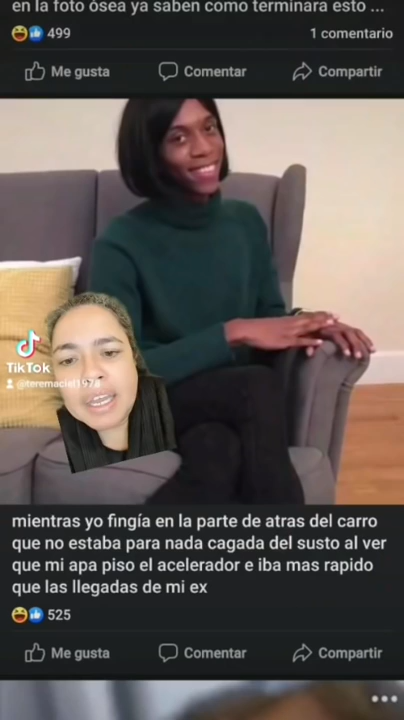 en la foto ósea ya saben como terminara esto ...
499
1 comentario
Me gusta
Comentar
Compartir
TikTok
@teremaciel1978
mientras yo fingía en la parte de atras del carro
que no estaba para nada cagada del susto al ver
que mi apa piso el acelerador e iba mas rapido
que las llegadas de mi ex
525
Me gusta
Comentar
Compartir